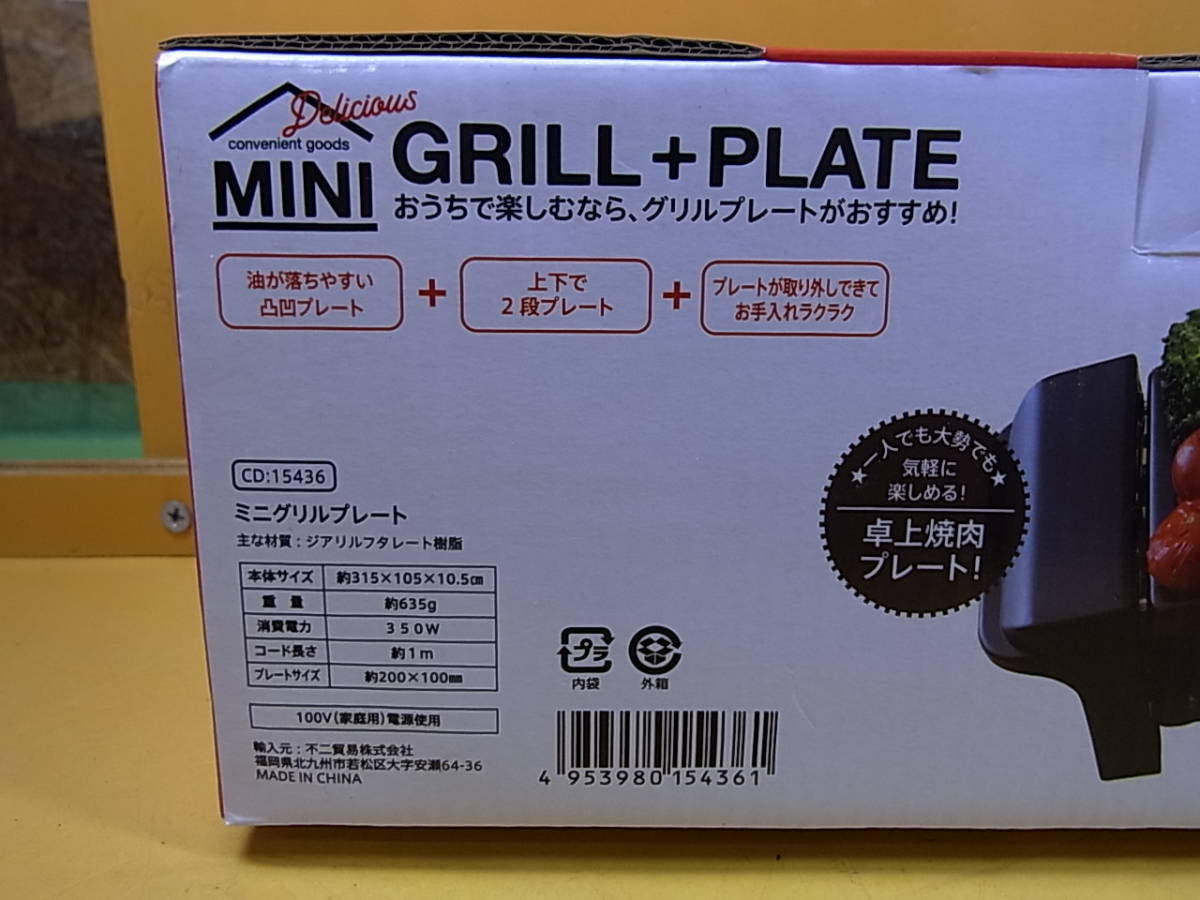 Delicious
convenient goods
MINI
GRILL+PLATE
おうちで楽しむなら、グリルプレートがおすすめ!
油が落ちやすい
凸凹プレート
+
上下で
2段プレート
+
プレートが取り外しできて
お手入れラクラク
★一人でも大勢でも★
気軽に
楽しめる!
卓上焼肉
プレート!
CD:15436
ミニグリルプレート
主な材質:ジアリルフタレート樹脂
本体サイズ 約315×105×10.5㎝
重量 約635g
消費電力 350W
コード長さ 約1m
プレートサイズ 約200×100㎜
100V(家庭用)電源使用
輸入元:不二貿易株式会社
福岡県北九州市若松区大字安瀬64-36
MADE IN CHINA
プラ
内袋
外箱
4 953980 154361